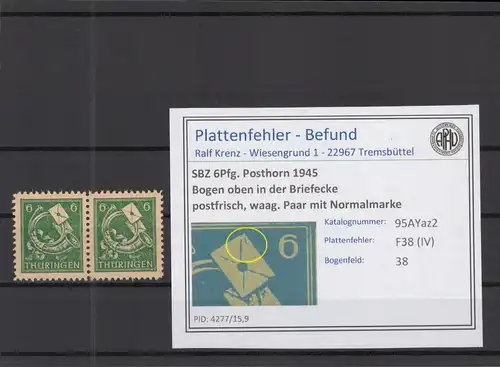 6 6
THÜRINGEN
6 6
THÜRINGEN
Plattenfehler - Befund
Ralf Krenz - Wiesengrund 1 - 22967 Tremsbüttel
SBZ 6Pfg. Posthorn 1945
Bogen oben in der Briefecke
postfrisch, waag. Paar mit Normalmarke
Katalognummer: 95AYaz2
Plattenfehler: F38 (IV)
Bogenfeld: 38
6
PID: 4277/15,9